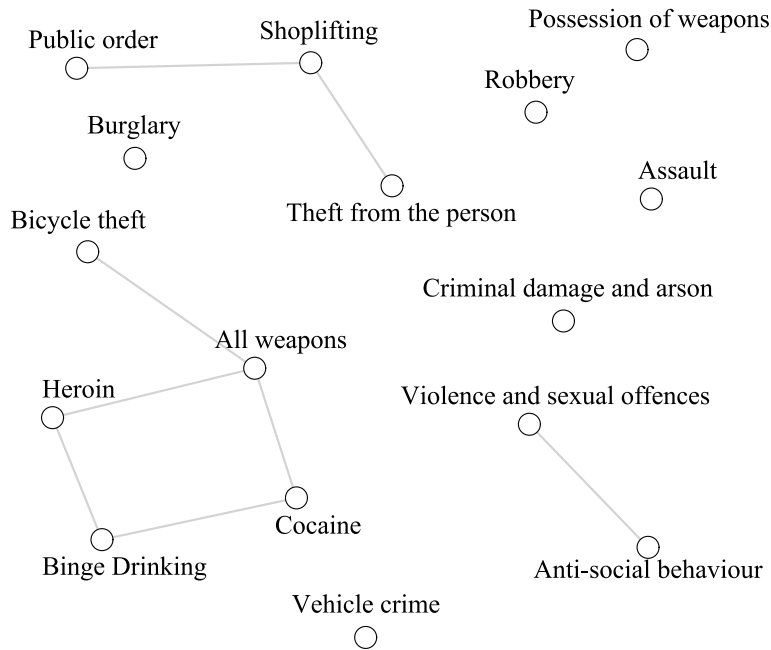 Possession of weapons
Shoplifting
Public order
Robbery
Burglary
Assault
Theft from the person
Bicycle theft
Criminal damage and arson
All weapons
Heroin
Violence and sexual offences
Cocaine
Binge Drinking
Anti-social behaviour
Vehicle crime